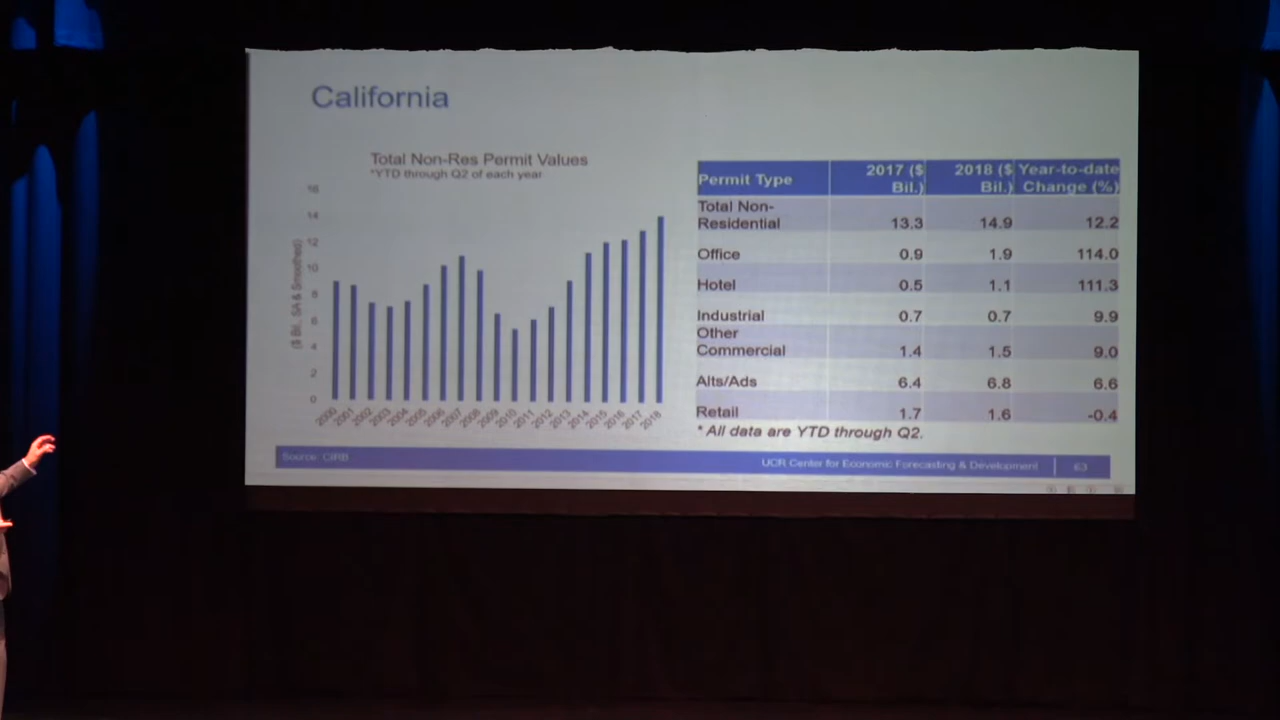 California
Total Non-Res Permit Values
*YTD through Q2 of each year
($ Bil., SA & Smoothed)
16
14
12
10
8
6
4
2
0
2000 2001 2002 2003 2004 2005 2006 2007 2008 2009 2010 2011 2012 2013 2014 2015 2016 2017 2018
Permit Type 2017 ($ Bil.) 2018 ($ Bil.) Year-to-date Change (%)
Total Non-
Residential 13.3 14.9 12.2
Office 0.9 1.9 114.0
Hotel 0.5 1.1 111.3
Industrial 0.7 0.7 9.9
Other
Commercial 1.4 1.5 9.0
Alts/Ads 6.4 6.8 6.6
Retail 1.7 1.6 -0.4
* All data are YTD through Q2.
Source: CIRB
UCR Center for Economic Forecasting & Development 63